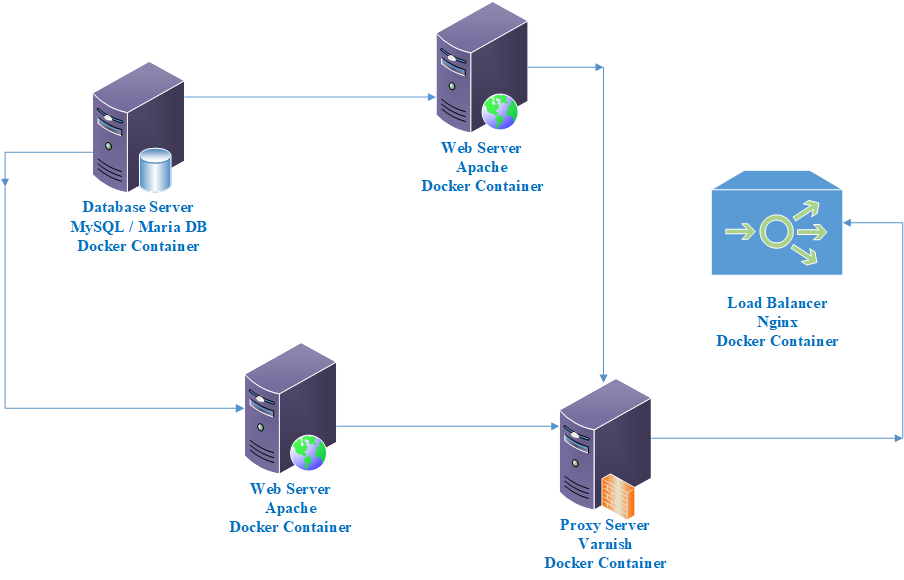 Web Server
Apache
Docker Container
Database Server
MySQL / Maria DB
Docker Container
Load Balancer
Nginx
Docker Container
Web Server
Apache
Docker Container
Proxy Server
Varnish
Docker Container